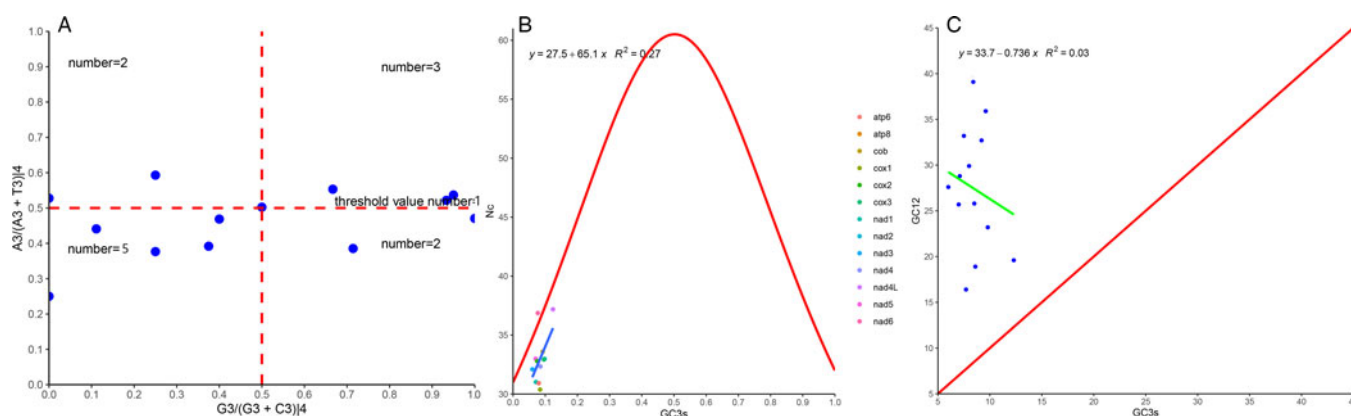 A
number=2
number=3
threshold value number=1
number=5
number=2
1.0
0.9
0.8
0.7
0.6
0.5
0.4
0.3
0.2
0.1
0.0
A3/(A3 + T3)]4
0.0 0.1 0.2 0.3 0.4 0.5 0.6 0.7 0.8 0.9 1.0
G3/(G3 + C3)]4
B
y = 27.5 + 65.1 x R² = 0.27
60
55
50
45
40
35
30
Nc
0.0 0.1 0.2 0.3 0.4 0.5 0.6 0.7 0.8 0.9 1.0
GC3s
atp6
atp8
cob
cox1
cox2
cox3
nad1
nad2
nad3
nad4
nad4L
nad5
nad6
C
y = 33.7 − 0.736 x R² = 0.03
45
40
35
30
25
20
15
10
5
GC12
5 10 15 20 25 30 35 40 45
GC3s